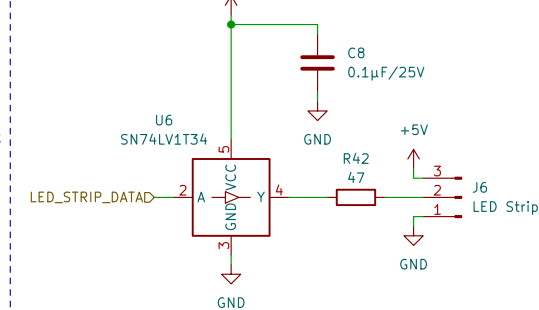 C8
0.1µF/25V
GND
U6
SN74LV1T34
+5V
5
VCC
R42
47
3
J6
LED_STRIP_DATA
2
A
Y
4
2
LED Strip
GND
1
3
GND
GND